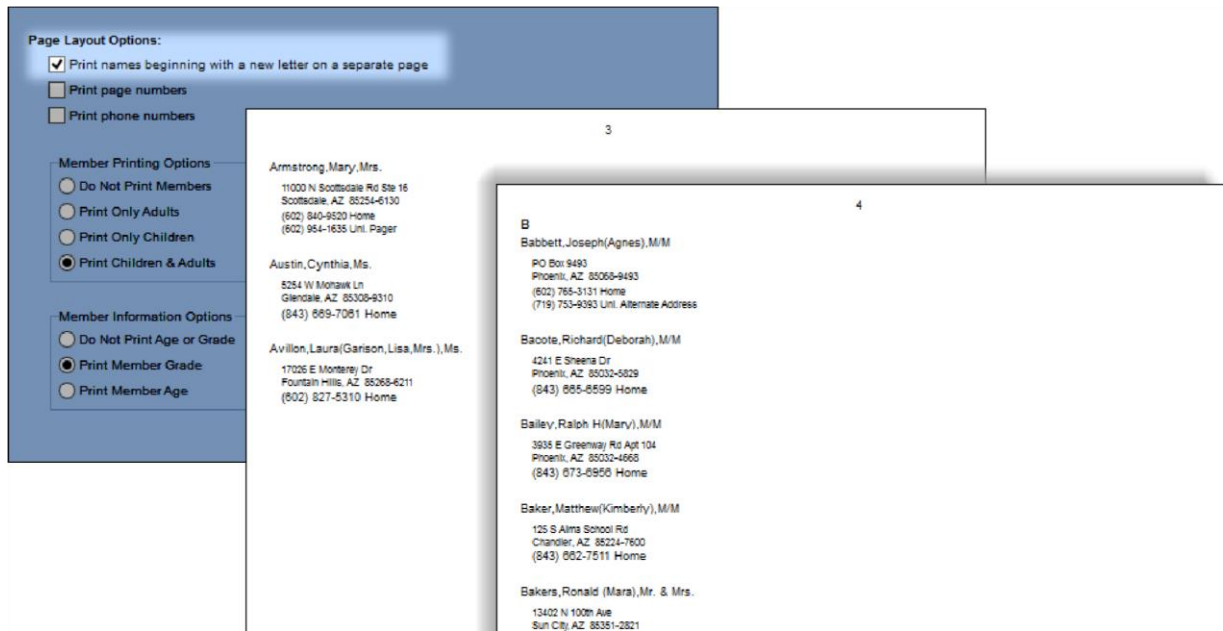 Page Layout Options:
Print names beginning with a new letter on a separate page
Print page numbers
Print phone numbers
Member Printing Options
Do Not Print Members
Print Only Adults
Print Only Children
Print Children & Adults
Member Information Options
Do Not Print Age or Grade
Print Member Grade
Print Member Age
3
Armstrong,Mary,Mrs.
11000 N Scottsdale Rd Ste 16
Scottsdale, AZ 85254-6130
(602) 840-9520 Home
(602) 954-1635 Unl. Pager
Austin,Cynthia,Ms.
5254 W Mohawk Ln
Glendale, AZ 85308-9310
(843) 669-7061 Home
Avillon,Laura(Garison,Lisa,Mrs.),Ms.
17026 E Monterey Dr
Fountain Hills, AZ 85268-6211
(602) 827-5310 Home
4
B
Babbett,Joseph(Agnes),M/M
PO Box 9493
Phoenix, AZ 85068-9493
(602) 765-3131 Home
(719) 753-9393 Unl. Alternate Address
Bacote,Richard(Deborah),M/M
4241 E Sheena Dr
Phoenix, AZ 85032-5829
(843) 665-6599 Home
Bailey,Ralph H(Mary),M/M
3935 E Greenway Rd Apt 104
Phoenix, AZ 85032-4668
(843) 673-6956 Home
Baker,Matthew(Kimberly),M/M
125 S Alma School Rd
Chandler, AZ 85224-7600
(843) 662-7511 Home
Bakers,Ronald (Mara),Mr. & Mrs.
13402 N 100th Ave
Sun City, AZ 85351-2821